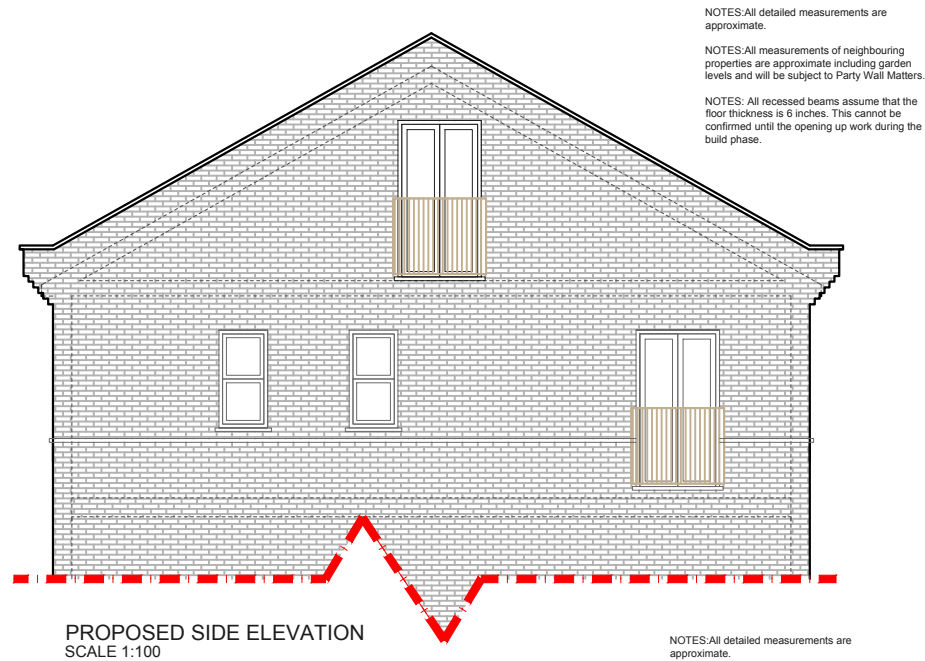 NOTES:All detailed measurements are
approximate.
NOTES:All measurements of neighbouring
properties are approximate including garden
levels and will be subject to Party Wall Matters.
NOTES: All recessed beams assume that the
floor thickness is 6 inches. This cannot be
confirmed until the opening up work during the
build phase.
PROPOSED SIDE ELEVATION
SCALE 1:100
NOTES:All detailed measurements are
approximate.